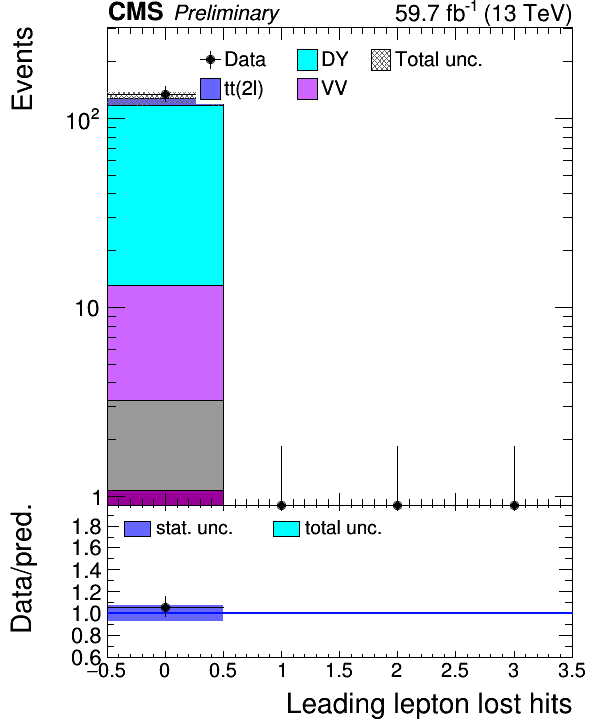 CMS Preliminary 59.7 fb-1 (13 TeV)
Events
Data DY Total unc.
tt(2l) VV
10²
10
1
Data/pred.
stat. unc. total unc.
1.8
1.6
1.4
1.2
1.0
0.8
0.6
−0.5 0 0.5 1 1.5 2 2.5 3 3.5
Leading lepton lost hits